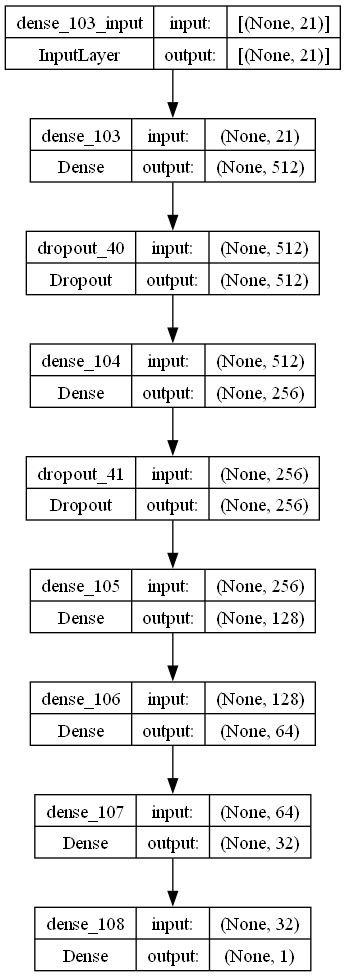 dense_103_input input: [(None, 21)]
InputLayer output: [(None, 21)]
dense_103 input: (None, 21)
Dense output: (None, 512)
dropout_40 input: (None, 512)
Dropout output: (None, 512)
dense_104 input: (None, 512)
Dense output: (None, 256)
dropout_41 input: (None, 256)
Dropout output: (None, 256)
dense_105 input: (None, 256)
Dense output: (None, 128)
dense_106 input: (None, 128)
Dense output: (None, 64)
dense_107 input: (None, 64)
Dense output: (None, 32)
dense_108 input: (None, 32)
Dense output: (None, 1)